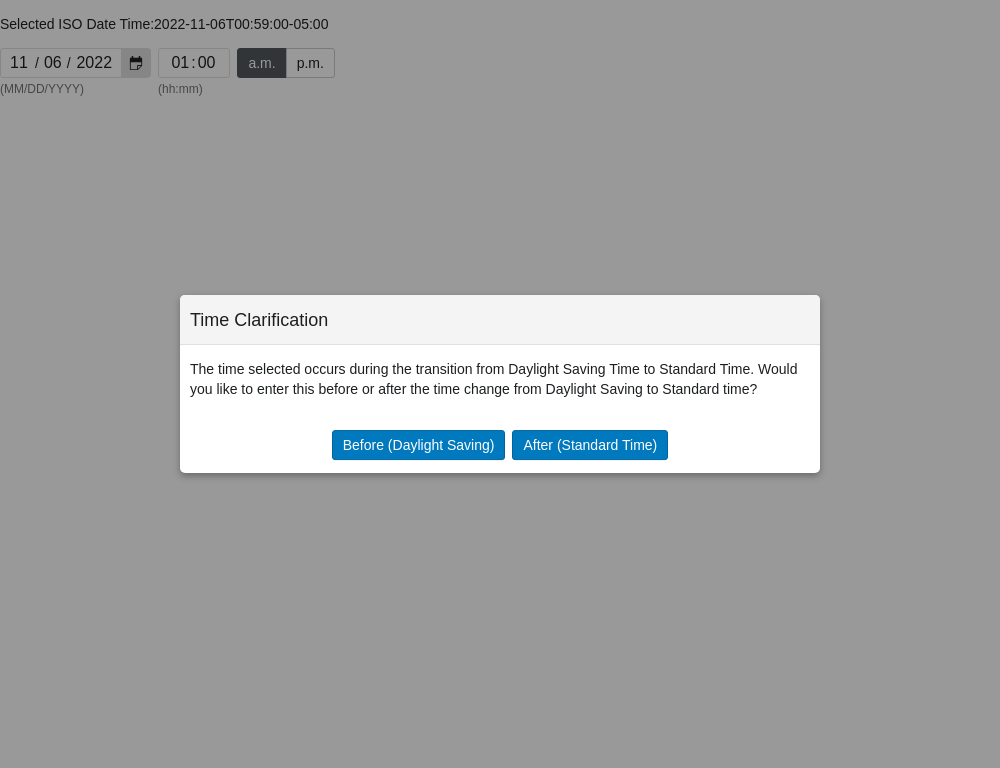 Selected ISO Date Time:2022-11-06T00:59:00-05:00
11 / 06 / 2022 01:00 a.m. p.m.
(MM/DD/YYYY) (hh:mm)
Time Clarification
The time selected occurs during the transition from Daylight Saving Time to Standard Time. Would
you like to enter this before or after the time change from Daylight Saving to Standard time?
Before (Daylight Saving) After (Standard Time)